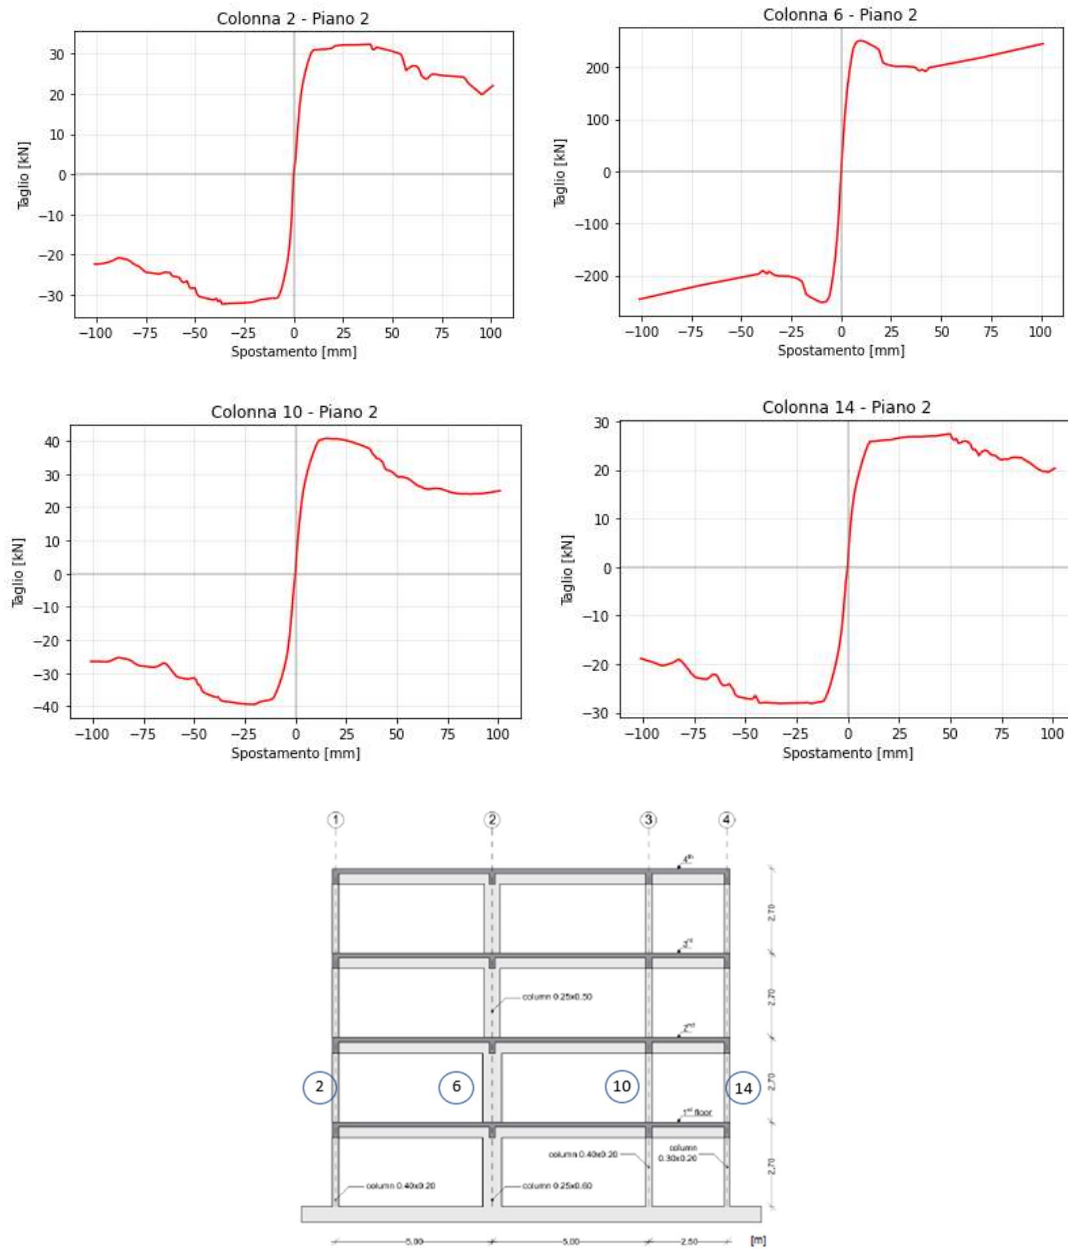 Colonna 2 - Piano 2
Taglio [kN]
30
20
10
0
−10
−20
−30
−100 −75 −50 −25 0 25 50 75 100
Spostamento [mm]
Colonna 6 - Piano 2
Taglio [kN]
200
100
0
−100
−200
−100 −75 −50 −25 0 25 50 75 100
Spostamento [mm]
Colonna 10 - Piano 2
Taglio [kN]
40
30
20
10
0
−10
−20
−30
−40
−100 −75 −50 −25 0 25 50 75 100
Spostamento [mm]
Colonna 14 - Piano 2
Taglio [kN]
30
20
10
0
−10
−20
−30
−100 −75 −50 −25 0 25 50 75 100
Spostamento [mm]
1 2 3 4
4th
2.70
3rd
column 0.25x0.50
2.70
2nd
2 6 10 14
2.70
1st floor
column 0.40x0.20
column
0.30x0.20
2.70
column 0.40x0.20
column 0.25x0.60
5.00 5.00 2.50 [m]